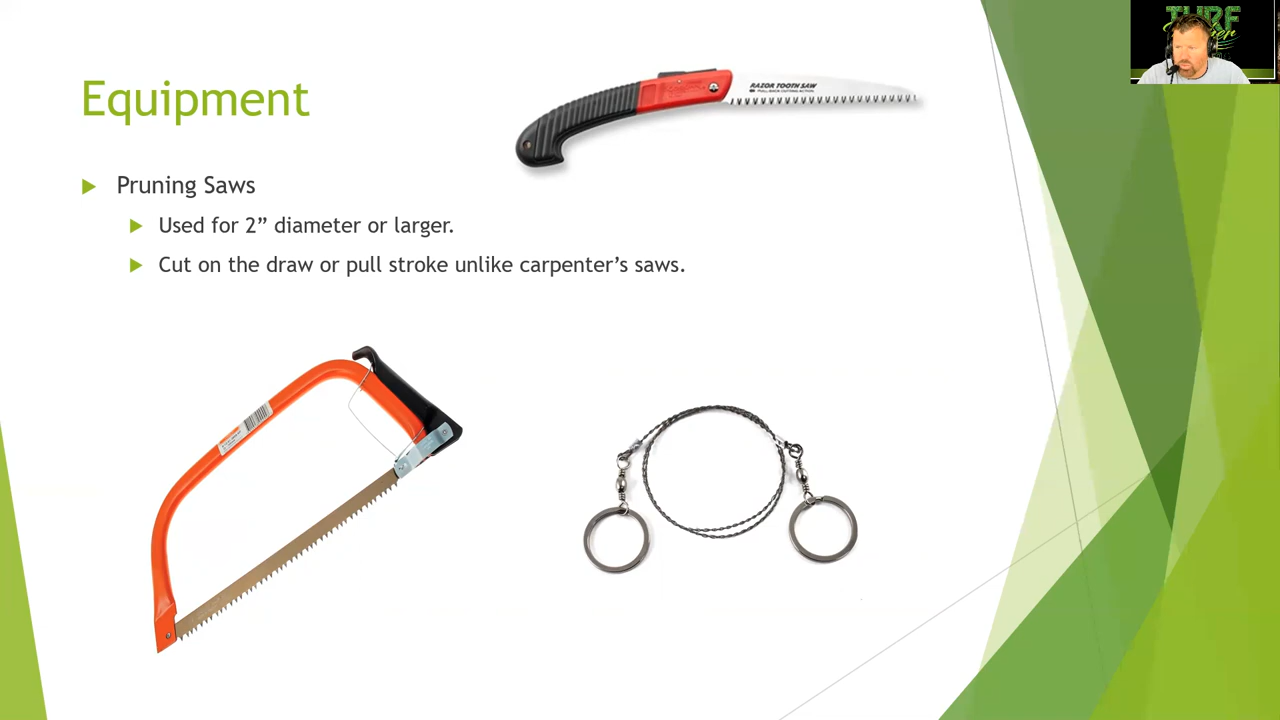 TURF
Equipment
RAZOR TOOTH SAW
Pruning Saws
Used for 2” diameter or larger.
Cut on the draw or pull stroke unlike carpenter’s saws.